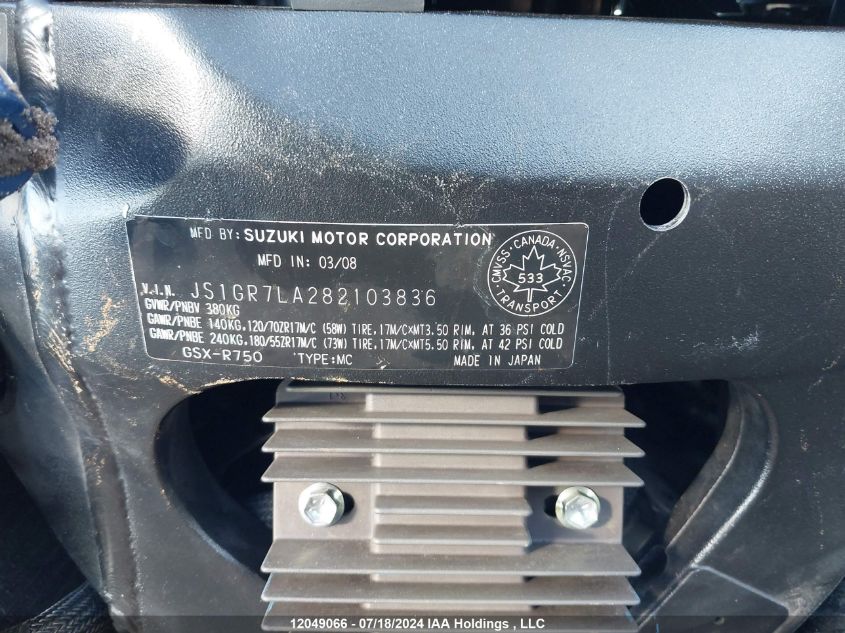 MFD BY: SUZUKI MOTOR CORPORATION
MFD IN: 03/08
CMVSS · CANADA · NSVAC
533
TRANSPORT
V.I.N. JS1GR7LA282103836
GVWR/PNBV 380KG
GAWR/PNBE 140KG,120/70ZR17M/C (58W) TIRE,17M/C×MT3.50 RIM, AT 36 PSI COLD
GAWR/PNBE 240KG,180/55ZR17M/C (73W) TIRE,17M/C×MT5.50 RIM, AT 42 PSI COLD
GSX-R750 TYPE:MC MADE IN JAPAN
12049066 - 07/18/2024 IAA Holdings , LLC